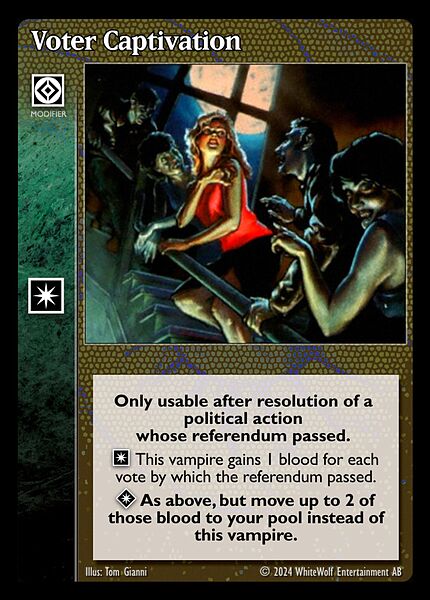 Voter Captivation
MODIFIER
Only usable after resolution of a
political action
whose referendum passed.
This vampire gains 1 blood for each
vote by which the referendum passed.
As above, but move up to 2 of
those blood to your pool instead of
this vampire.
Illus: Tom Gianni © 2024 WhiteWolf Entertainment AB